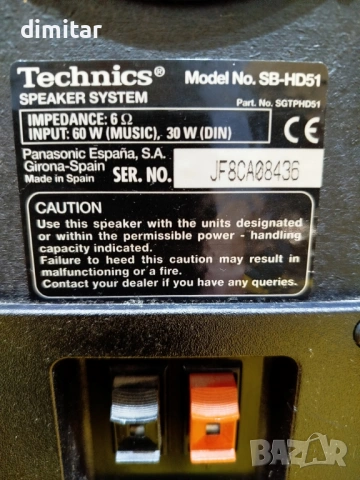 dimitar
Technics® Model No. SB-HD51
SPEAKER SYSTEM Part. No. SGTPHD51
IMPEDANCE: 6 Ω
INPUT: 60 W (MUSIC), 30 W (DIN)
CE
Panasonic España, S.A.
Girona-Spain
Made in Spain SER. NO. JF8CA08436
CAUTION
Use this speaker with the units designated
or within the permissible power - handling
capacity indicated.
Failure to heed this caution may result in
malfunctioning or a fire.
Contact your dealer if you have any queries.
BAZAR
bg